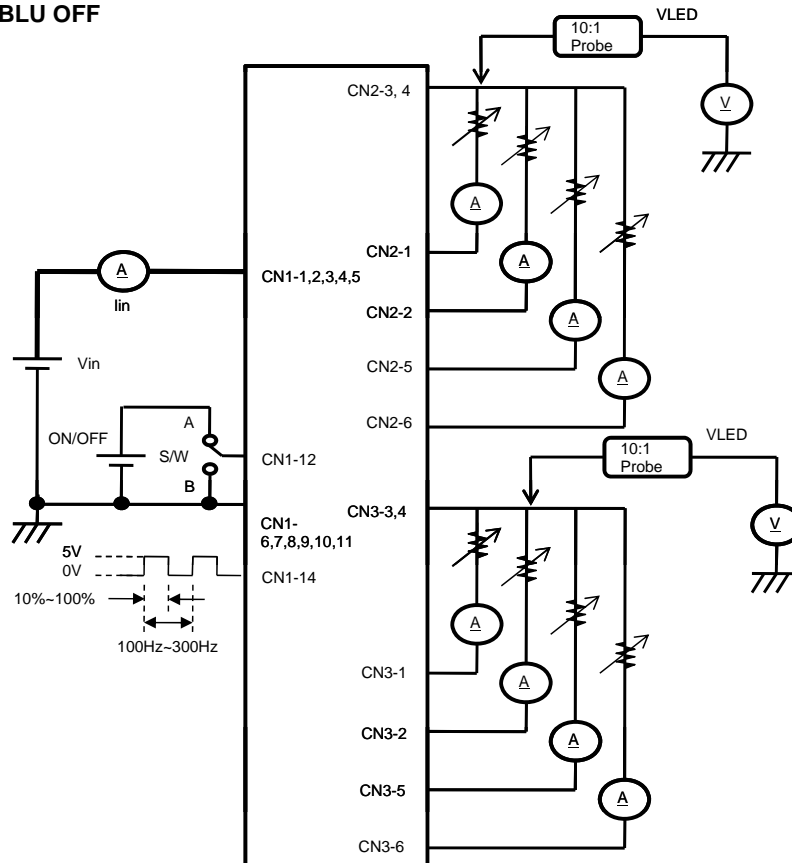 BLU OFF
VLED
10:1
Probe
V
CN2-3, 4
A
CN2-1
A
CN1-1,2,3,4,5
A
Iin
CN2-2
A
Vin
CN2-5
A
CN2-6
A
ON/OFF
S/W
CN1-12
B
VLED
10:1
Probe
V
CN3-3,4
CN1-
6,7,8,9,10,11
5V
0V
CN1-14
10%~100%
100Hz~300Hz
A
CN3-1
A
CN3-2
A
CN3-5
A
CN3-6